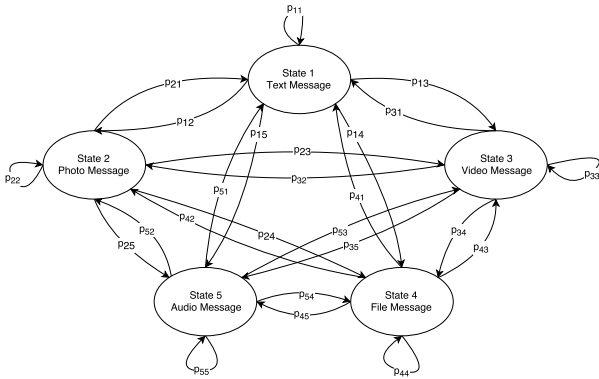 p11
State 1
Text Message
p21
p13
p12
p31
p15
p14
p23
State 2
Photo Message
State 3
Video Message
p22
p32
p33
p51
p41
p42
p24
p53
p34
p52
p25
p35
p43
State 5
Audio Message
p54
State 4
File Message
p45
p55
p44